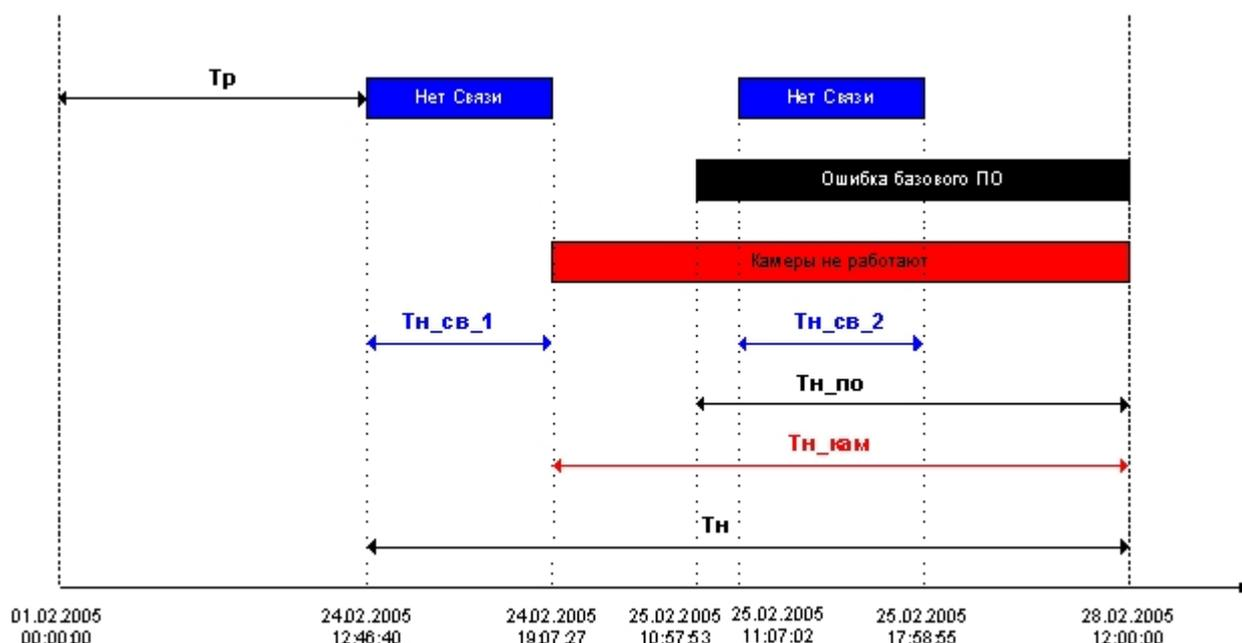 Тр
Нет Связи
Нет Связи
Ошибка базового ПО
Камеры не работают
Тн_св_1
Тн_св_2
Тн_по
Тн_кам
Тн
01.02.2005
00:00:00
24.02.2005
12:46:40
24.02.2005
19:07:27
25.02.2005
10:57:53
25.02.2005
11:07:02
25.02.2005
17:58:55
28.02.2005
12:00:00